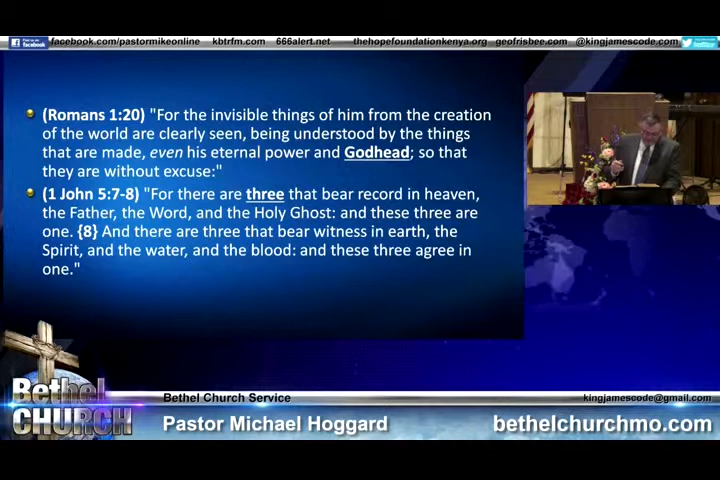 facebook.com/pastormikeonline kbtrfm.com 666alert.net thehopefoundationkenya.org geofrisbee.com @kingjamescode.com
(Romans 1:20) "For the invisible things of him from the creation
of the world are clearly seen, being understood by the things
that are made, even his eternal power and Godhead; so that
they are without excuse:"
(1 John 5:7-8) "For there are three that bear record in heaven,
the Father, the Word, and the Holy Ghost: and these three are
one. {8} And there are three that bear witness in earth, the
Spirit, and the water, and the blood: and these three agree in
one."
Bethel
CHURCH
Bethel Church Service
kingjamescode@gmail.com
Pastor Michael Hoggard
bethelchurchmo.com